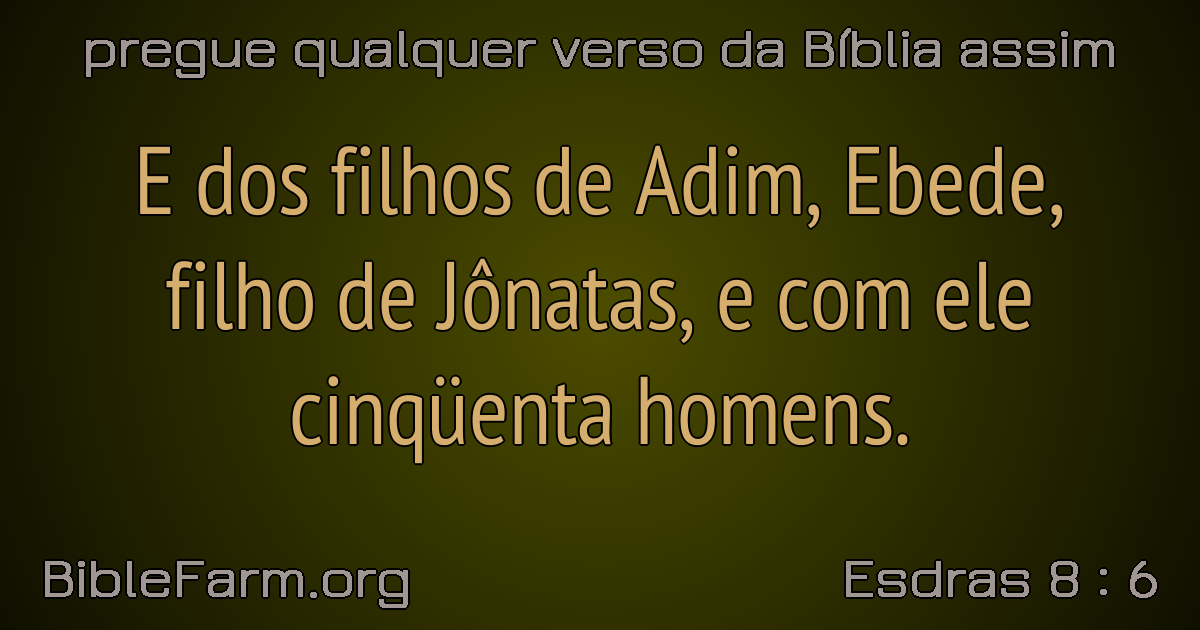 pregue qualquer verso da Bíblia assim
E dos filhos de Adim, Ebede,
filho de Jônatas, e com ele
cinqüenta homens.
BibleFarm.org
Esdras 8 : 6